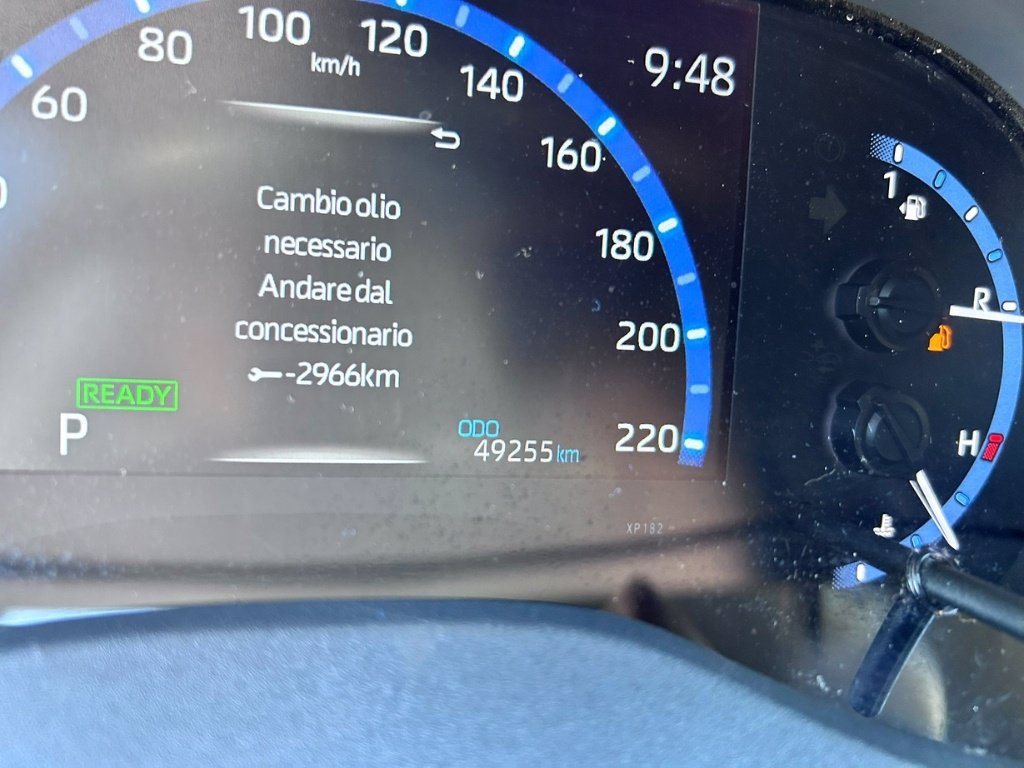 60
80
100
120
km/h
140
9:48
160
1
180
R
200
220
H
Cambio olio
necessario
Andare dal
concessionario
-2966km
READY
P
ODO
49255 km
XP182